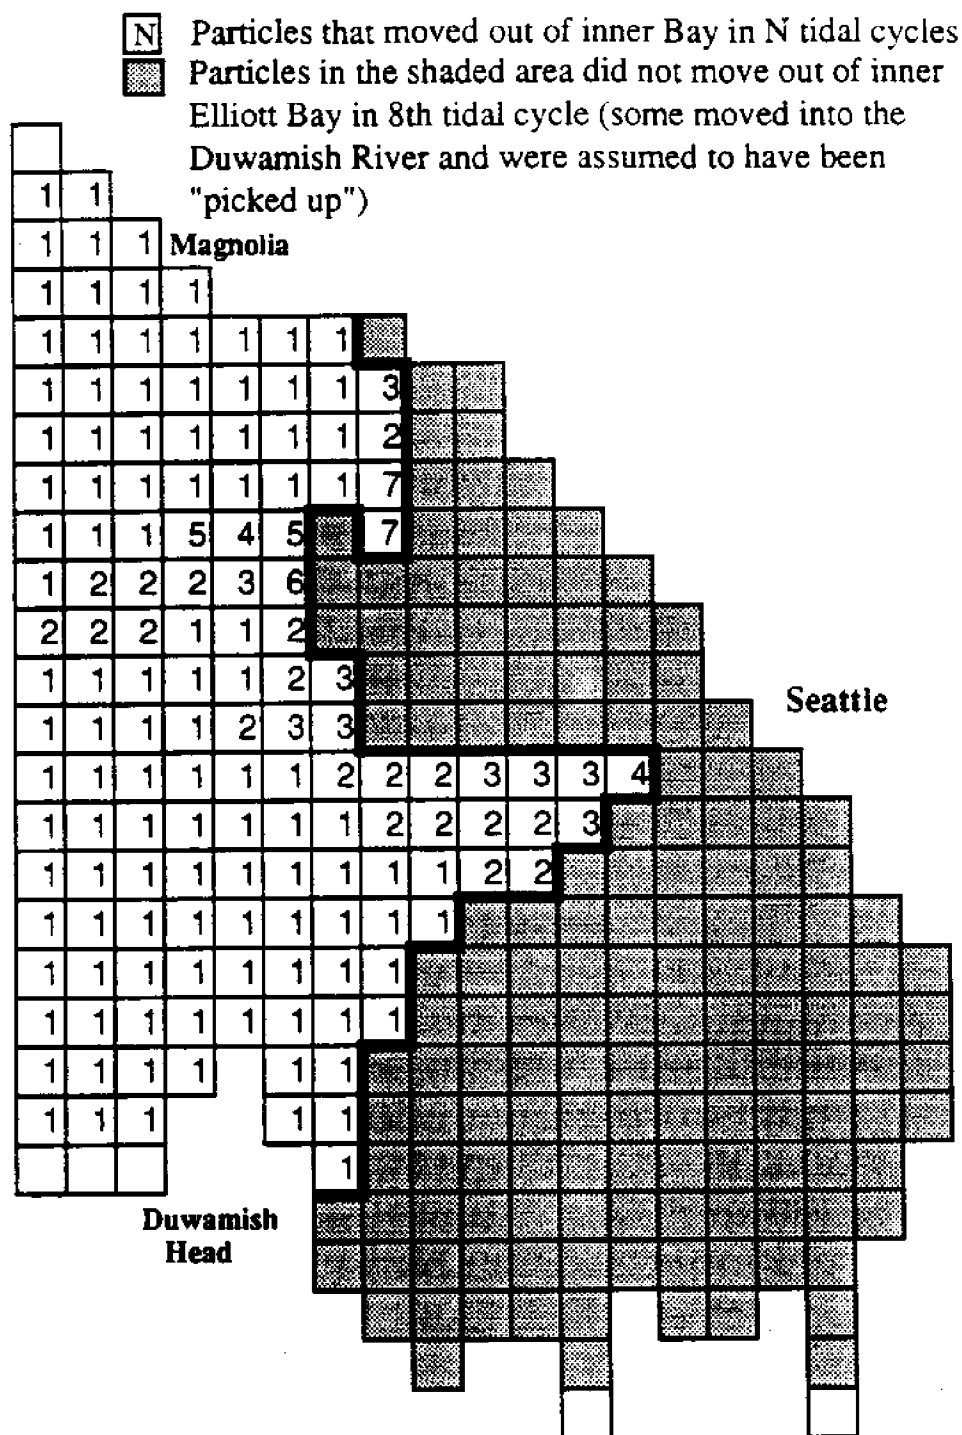 N Particles that moved out of inner Bay in N tidal cycles
Particles in the shaded area did not move out of inner
Elliott Bay in 8th tidal cycle (some moved into the
Duwamish River and were assumed to have been
"picked up")
1 1
1 1 1 Magnolia
1 1 1 1
1 1 1 1 1 1 1
1 1 1 1 1 1 1 3
1 1 1 1 1 1 1 2
1 1 1 1 1 1 1 7
1 1 1 5 4 5 7
1 2 2 2 3 6
2 2 2 1 1 2
1 1 1 1 1 2 3
Seattle
1 1 1 1 2 3 3
1 1 1 1 1 1 2 2 2 3 3 3 4
1 1 1 1 1 1 1 2 2 2 2 3
1 1 1 1 1 1 1 1 1 2 2
1 1 1 1 1 1 1 1 1
1 1 1 1 1 1 1 1
1 1 1 1 1 1 1 1
1 1 1 1 1 1
1 1 1 1 1
1
Duwamish
Head